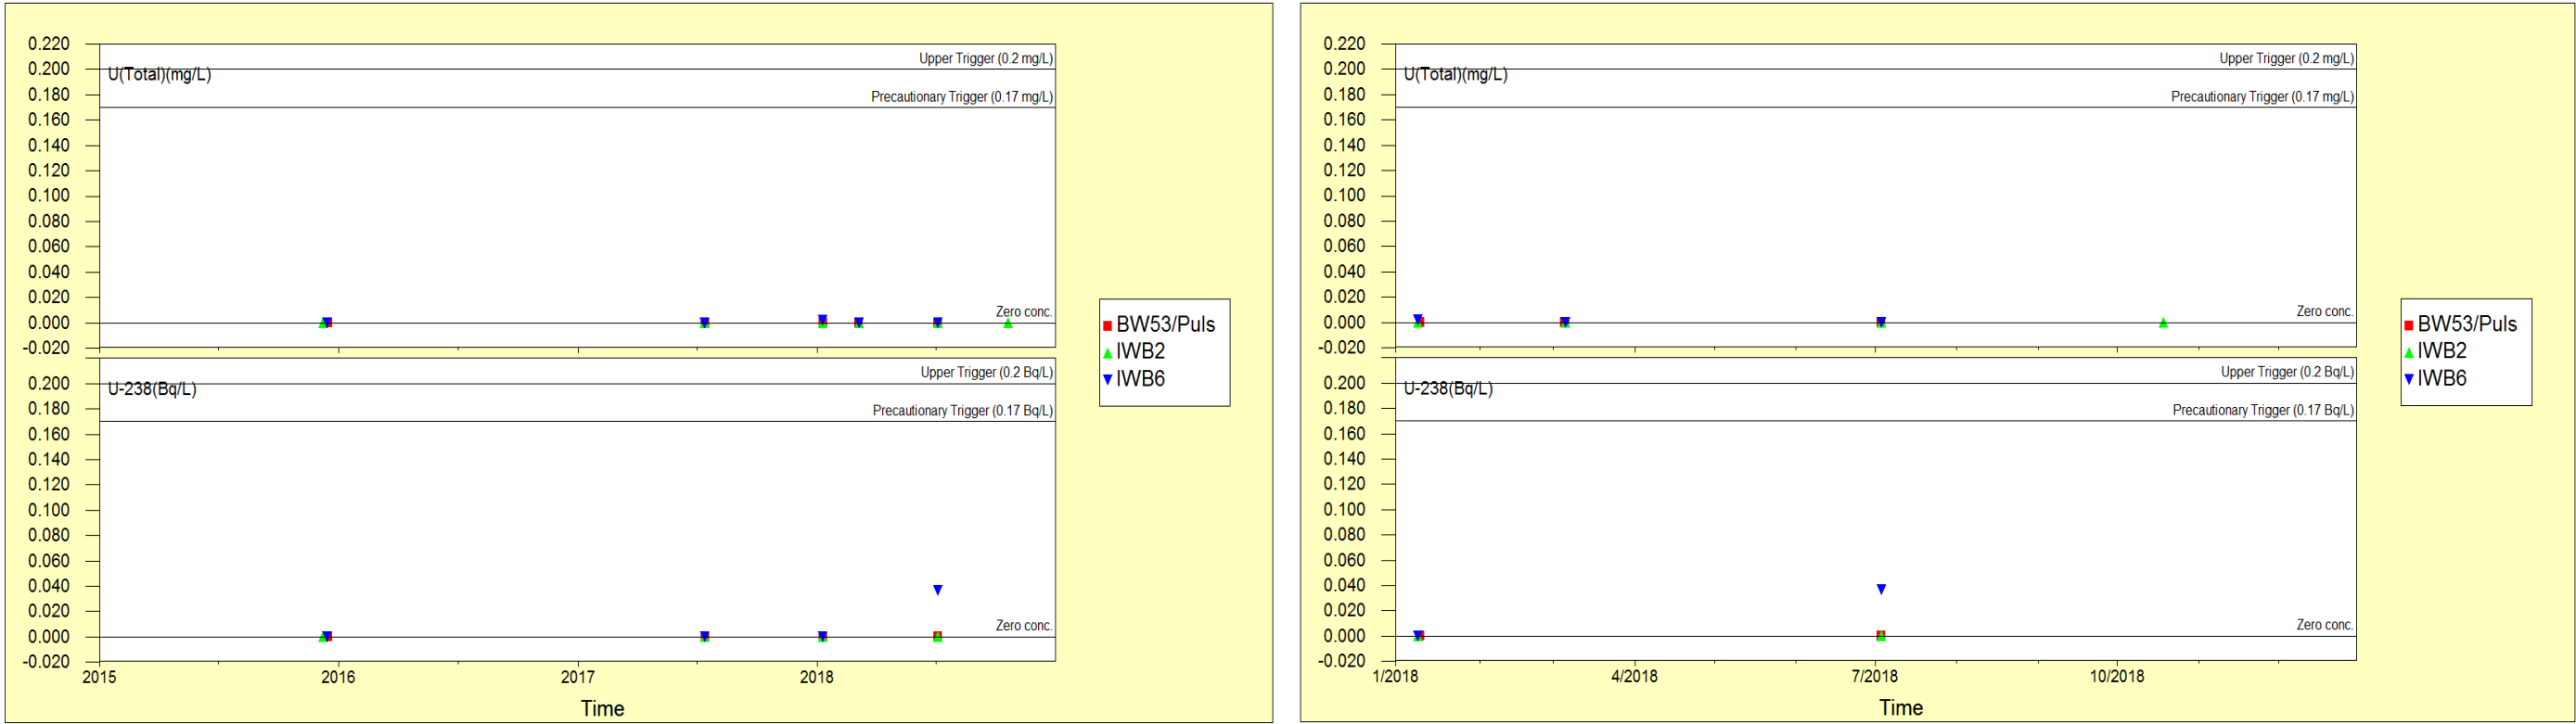 0.220
0.200
0.180
0.160
0.140
0.120
0.100
0.080
0.060
0.040
0.020
0.000
-0.020
U(Total)(mg/L)
Upper Trigger (0.2 mg/L)
Precautionary Trigger (0.17 mg/L)
Zero conc.
0.200
0.180
0.160
0.140
0.120
0.100
0.080
0.060
0.040
0.020
0.000
-0.020
U-238(Bq/L)
Upper Trigger (0.2 Bq/L)
Precautionary Trigger (0.17 Bq/L)
Zero conc.
2015 2016 2017 2018
Time
BW53/Puls
IWB2
IWB6
0.220
0.200
0.180
0.160
0.140
0.120
0.100
0.080
0.060
0.040
0.020
0.000
-0.020
U(Total)(mg/L)
Upper Trigger (0.2 mg/L)
Precautionary Trigger (0.17 mg/L)
Zero conc.
0.200
0.180
0.160
0.140
0.120
0.100
0.080
0.060
0.040
0.020
0.000
-0.020
U-238(Bq/L)
Upper Trigger (0.2 Bq/L)
Precautionary Trigger (0.17 Bq/L)
Zero conc.
1/2018 4/2018 7/2018 10/2018
Time
BW53/Puls
IWB2
IWB6